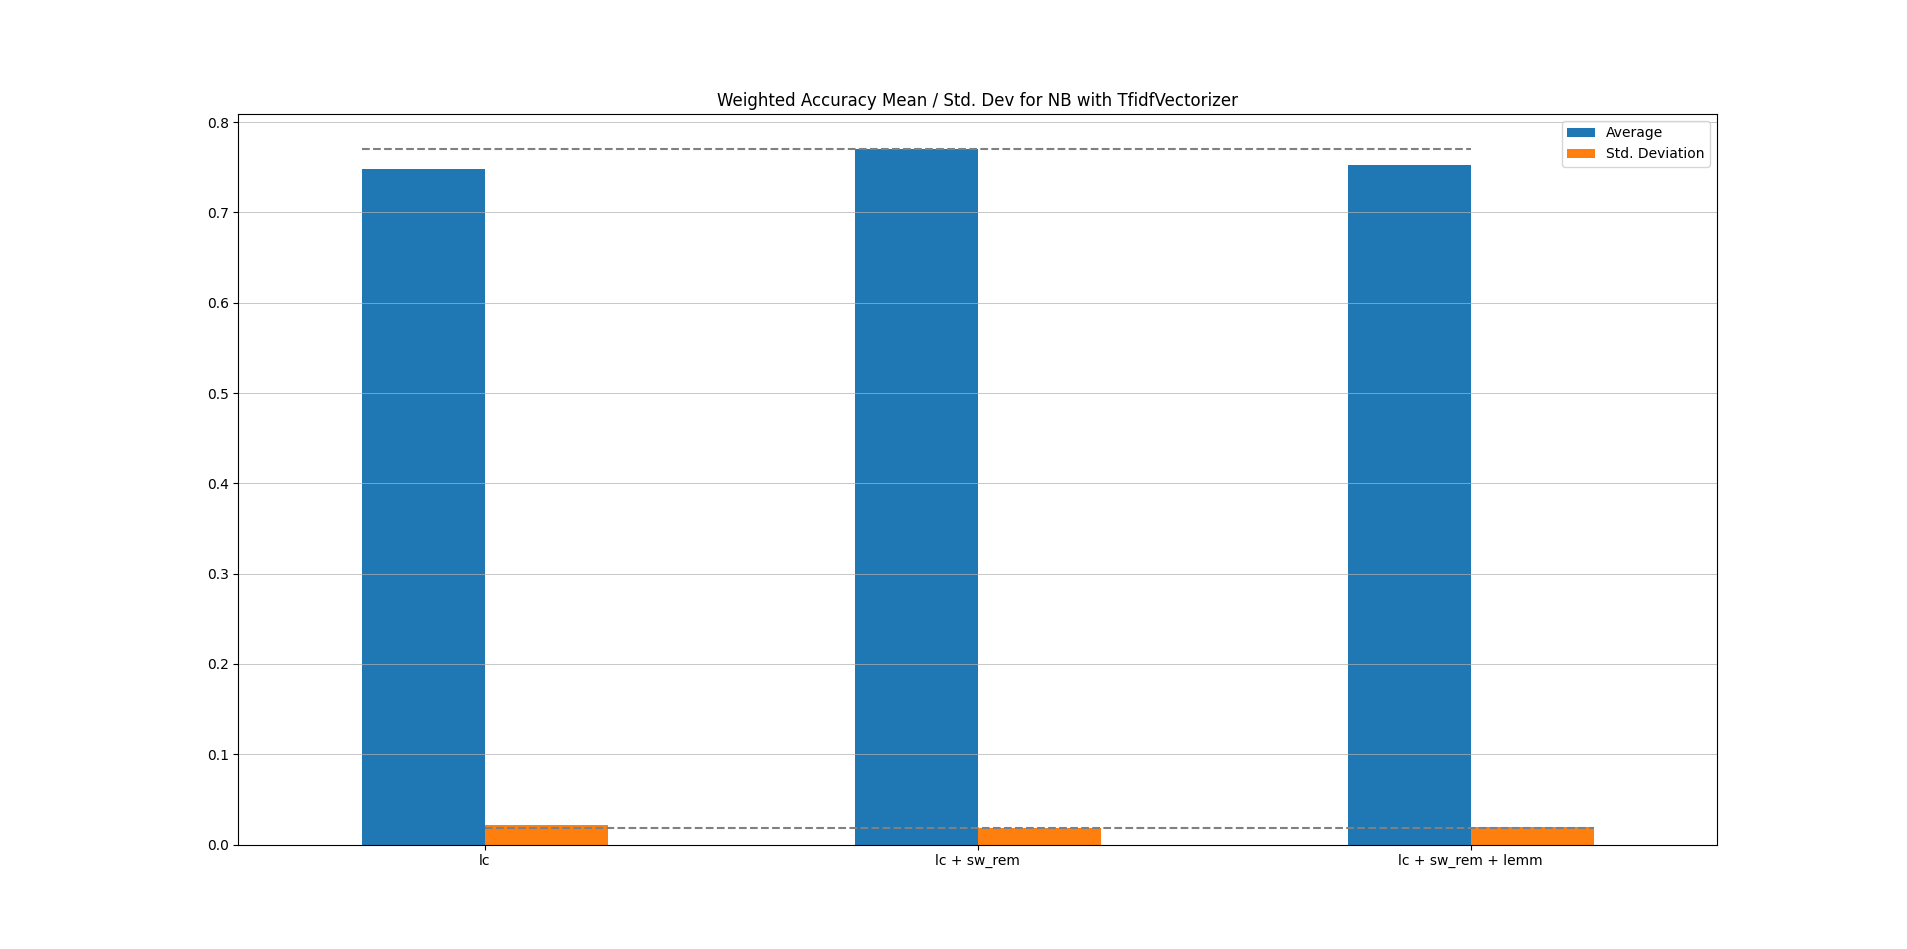 Weighted Accuracy Mean / Std. Dev for NB with TfidfVectorizer
Average
Std. Deviation
0.8
0.7
0.6
0.5
0.4
0.3
0.2
0.1
0.0
lc
lc + sw_rem
lc + sw_rem + lemm